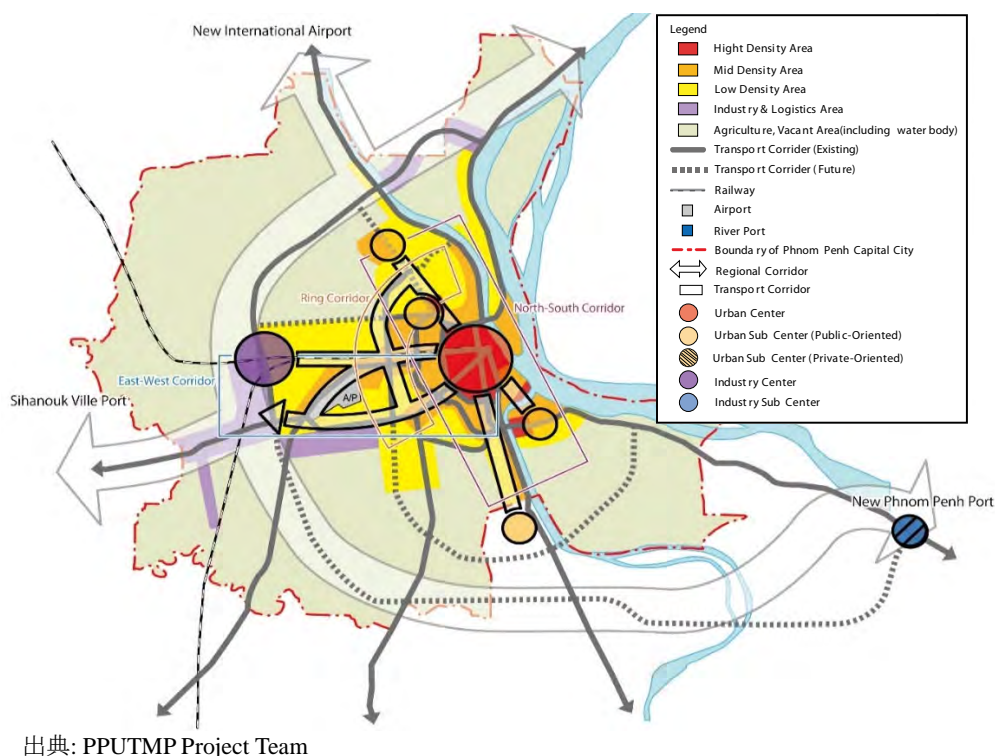 New International Airport
Legend
Hight Density Area
Mid Density Area
Low Density Area
Industry & Logistics Area
Agriculture, Vacant Area(including water body)
Transport Corrider (Existing)
Transport Corrider (Future)
Railway
Airport
River Port
Boundary of Phnom Penh Capital City
Regional Corridor
Transport Corridor
Urban Center
Urban Sub Center (Public-Oriented)
Urban Sub Center (Private-Oriented)
Industry Center
Industry Sub Center
Ring Corridor
North-South Corridor
East-West Corridor
Sihanouk Ville Port
A/P
New Phnom Penh Port
出典: PPUTMP Project Team